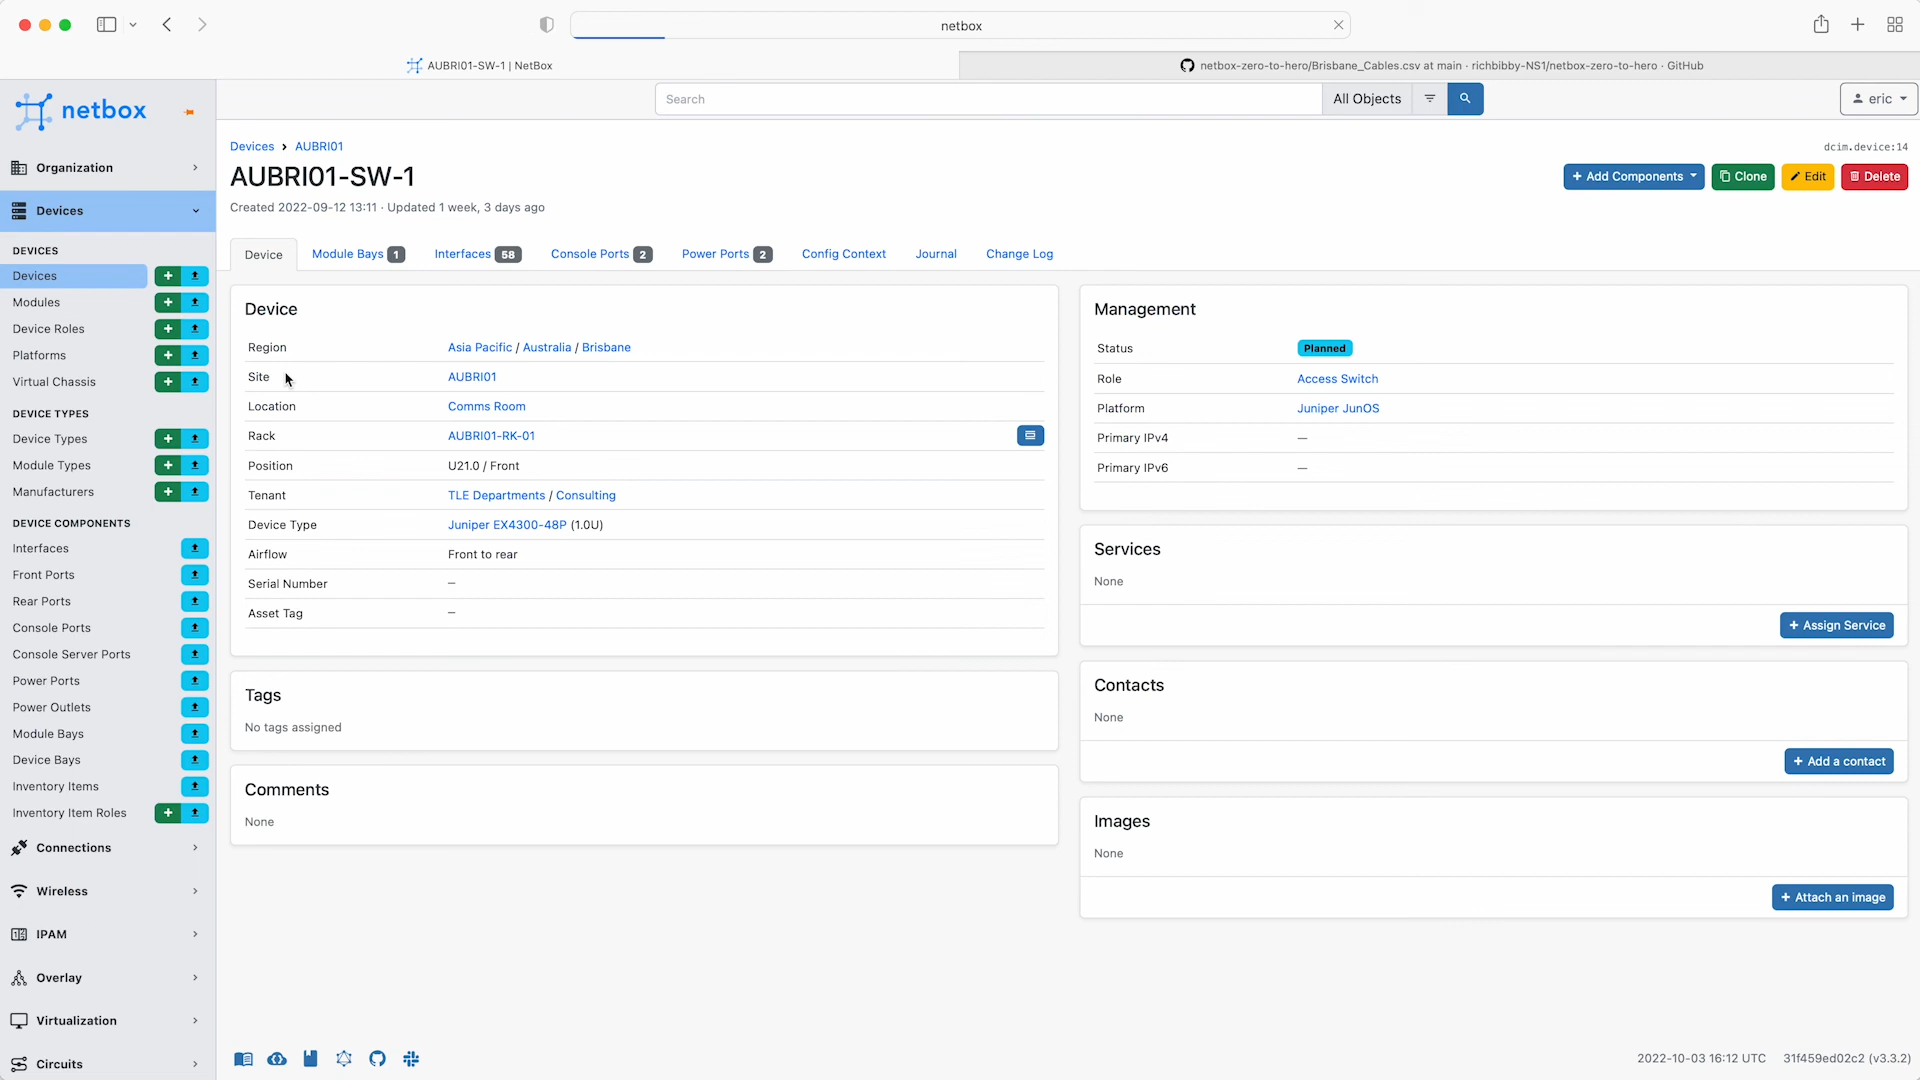 netbox
AUBRI01-SW-1 | NetBox
netbox-zero-to-hero/Brisbane_Cables.csv at main · richbibby-NS1/netbox-zero-to-hero · GitHub
netbox
Search
All Objects
eric
Organization
Devices
DEVICES
Devices
Modules
Device Roles
Platforms
Virtual Chassis
DEVICE TYPES
Device Types
Module Types
Manufacturers
DEVICE COMPONENTS
Interfaces
Front Ports
Rear Ports
Console Ports
Console Server Ports
Power Ports
Power Outlets
Module Bays
Device Bays
Inventory Items
Inventory Item Roles
Connections
Wireless
IPAM
Overlay
Virtualization
Circuits
Devices › AUBRI01
dcim.device:14
AUBRI01-SW-1
+ Add Components
Clone
Edit
Delete
Created 2022-09-12 13:11 · Updated 1 week, 3 days ago
Device
Module Bays 1
Interfaces 58
Console Ports 2
Power Ports 2
Config Context
Journal
Change Log
Device
Region Asia Pacific / Australia / Brisbane
Site AUBRI01
Location Comms Room
Rack AUBRI01-RK-01
Position U21.0 / Front
Tenant TLE Departments / Consulting
Device Type Juniper EX4300-48P (1.0U)
Airflow Front to rear
Serial Number —
Asset Tag —
Tags
No tags assigned
Comments
None
Management
Status Planned
Role Access Switch
Platform Juniper JunOS
Primary IPv4 —
Primary IPv6 —
Services
None
+ Assign Service
Contacts
None
+ Add a contact
Images
None
+ Attach an image
2022-10-03 16:12 UTC 31f459ed02c2 (v3.3.2)